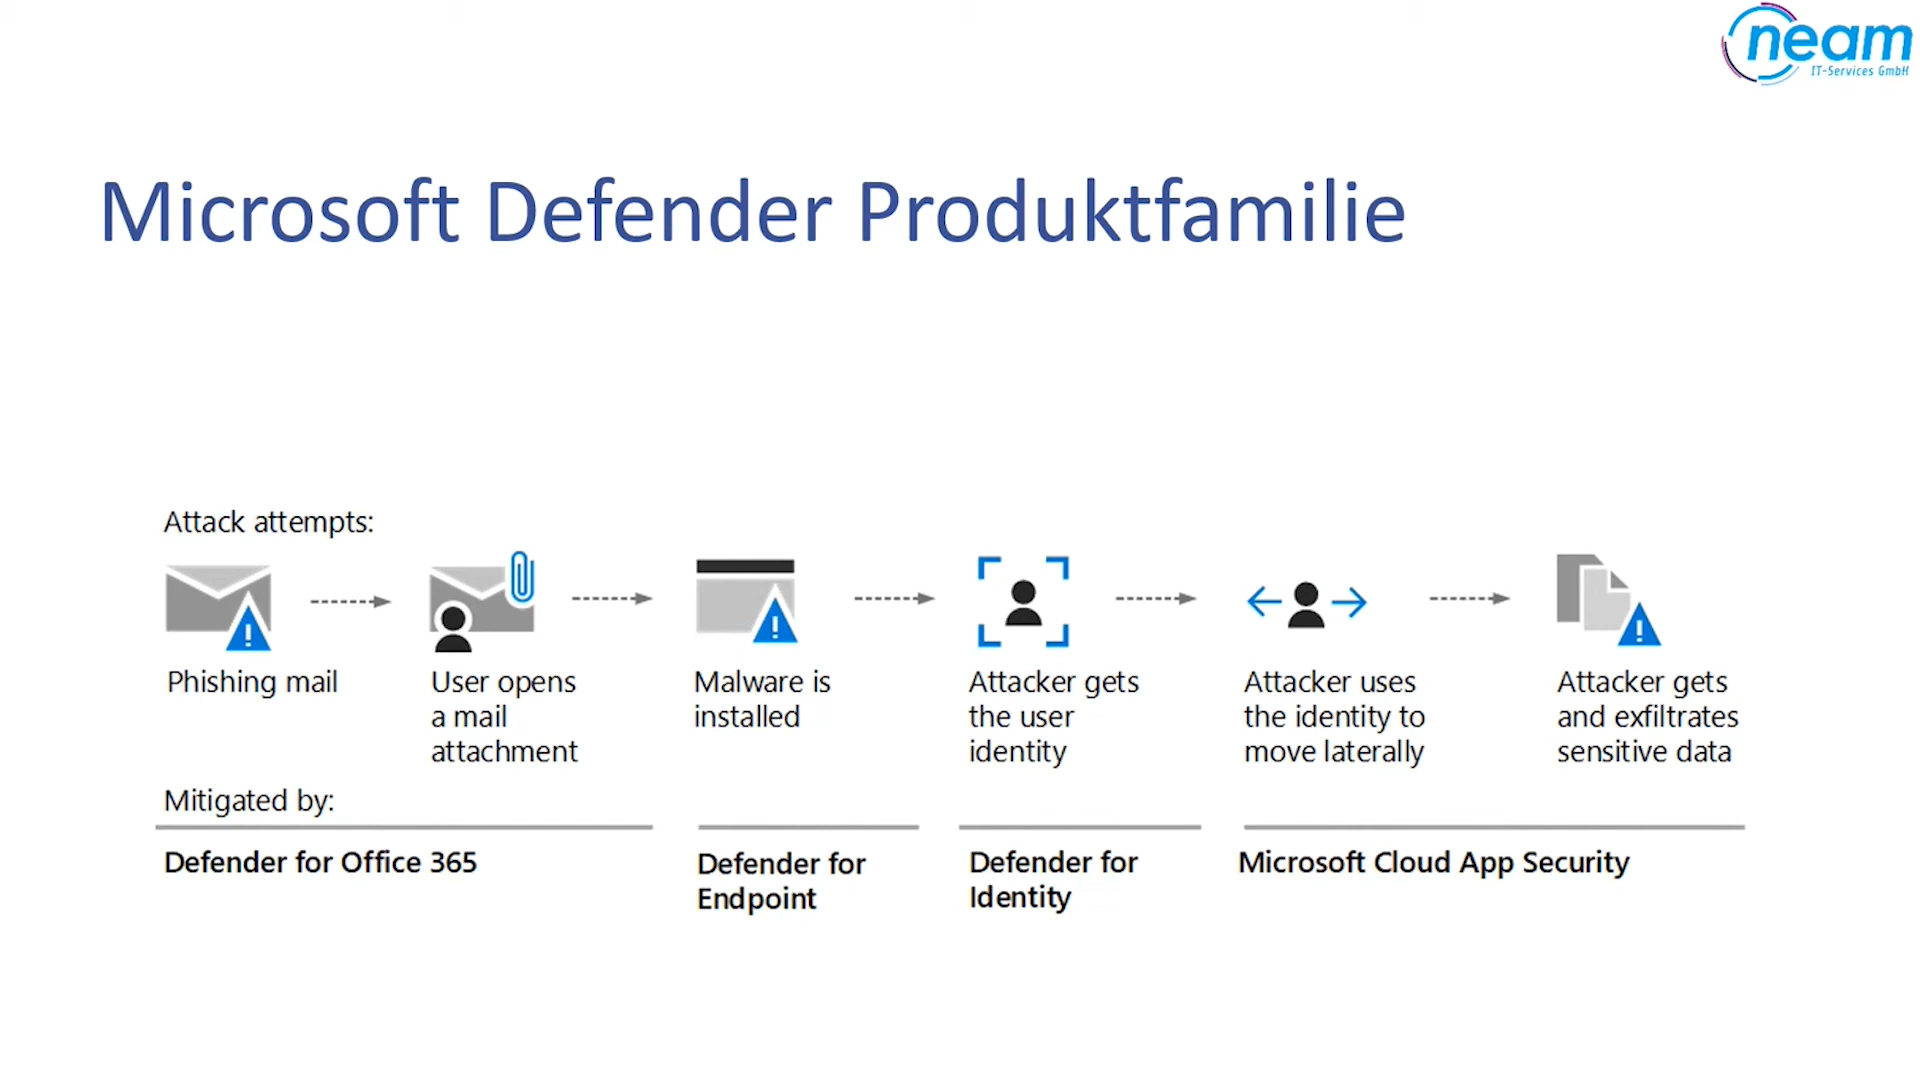 neam
IT-Services GmbH
Microsoft Defender Produktfamilie
Attack attempts:
Phishing mail
User opens
a mail
attachment
Malware is
installed
Attacker gets
the user
identity
Attacker uses
the identity to
move laterally
Attacker gets
and exfiltrates
sensitive data
Mitigated by:
Defender for Office 365
Defender for
Endpoint
Defender for
Identity
Microsoft Cloud App Security